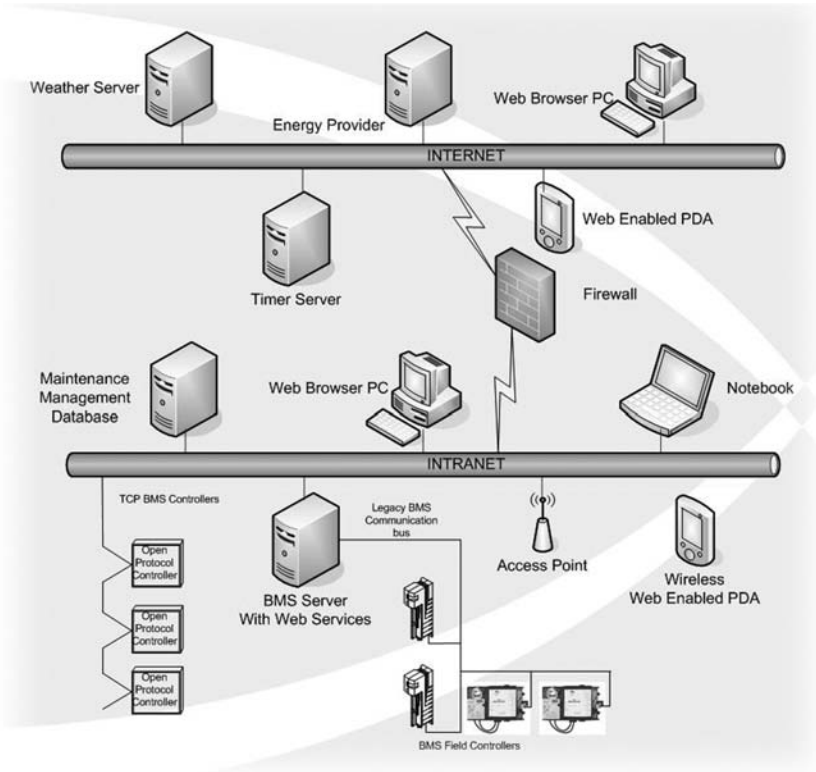 Weather Server
Energy Provider
Web Browser PC
INTERNET
Timer Server
Web Enabled PDA
Firewall
Maintenance
Management
Database
Web Browser PC
Notebook
INTRANET
TCP BMS Controllers
Legacy BMS
Communication
bus
Open
Protocol
Controller
Open
Protocol
Controller
Open
Protocol
Controller
BMS Server
With Web Services
Access Point
Wireless
Web Enabled PDA
BMS Field Controllers